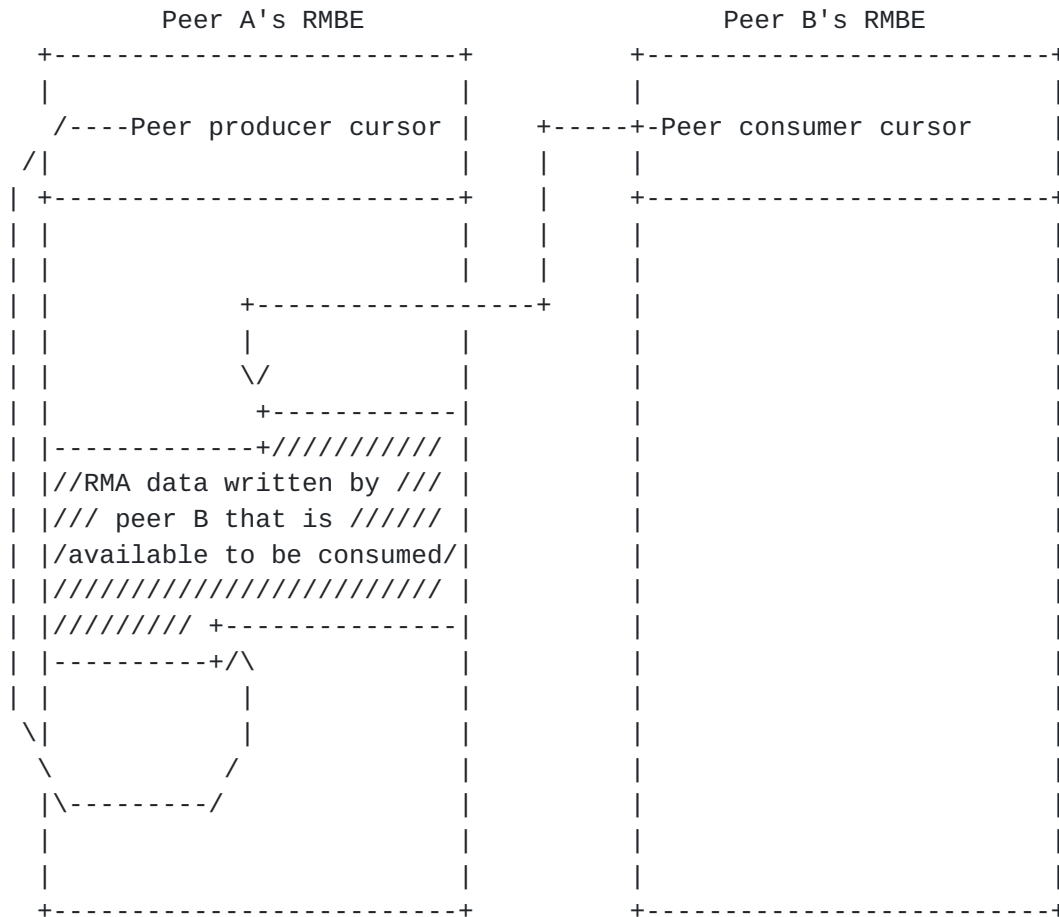 Peer A's RMBE Peer B's RMBE
Peer producer cursor Peer consumer cursor
RMA data written by
peer B that is
available to be consumed